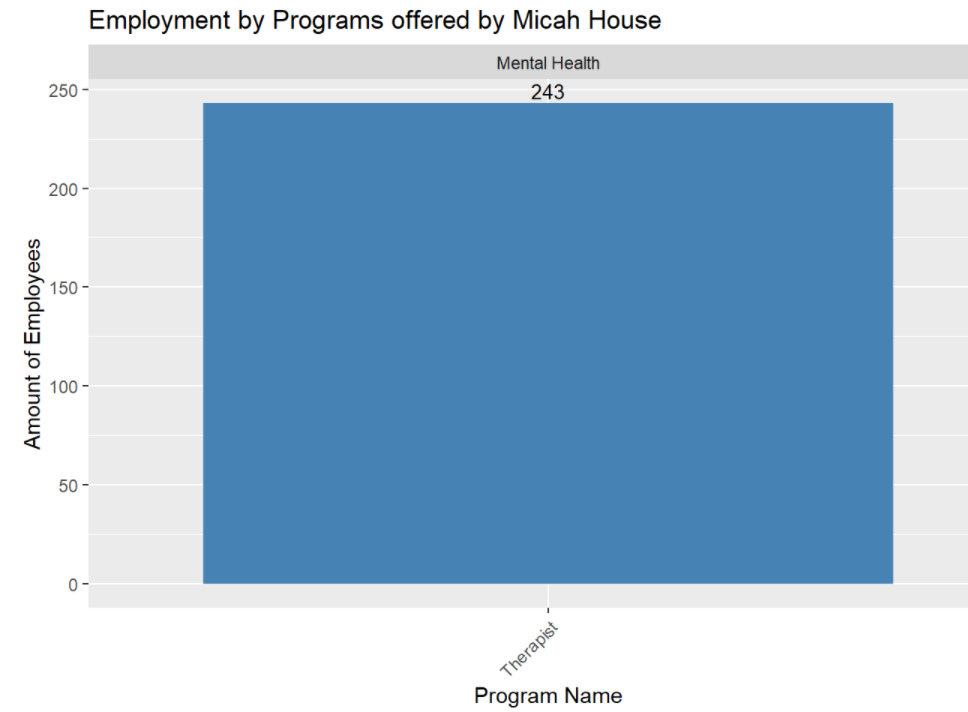 Employment by Programs offered by Micah House
Mental Health
243
250
200
150
100
50
0
Amount of Employees
Therapist
Program Name